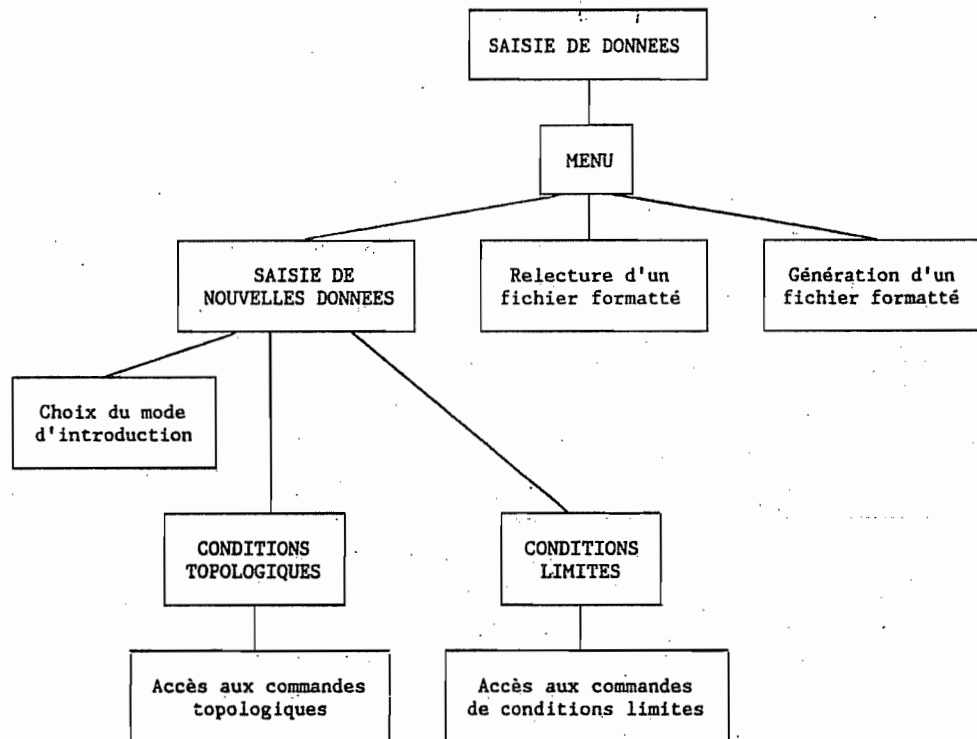 SAISIE DE DONNEES
MENU
SAISIE DE
NOUVELLES DONNEES
Relecture d'un
fichier formatté
Génération d'un
fichier formatté
Choix du mode
d'introduction
CONDITIONS
TOPOLOGIQUES
CONDITIONS
LIMITES
Accès aux commandes
topologiques
Accès aux commandes
de conditions limites